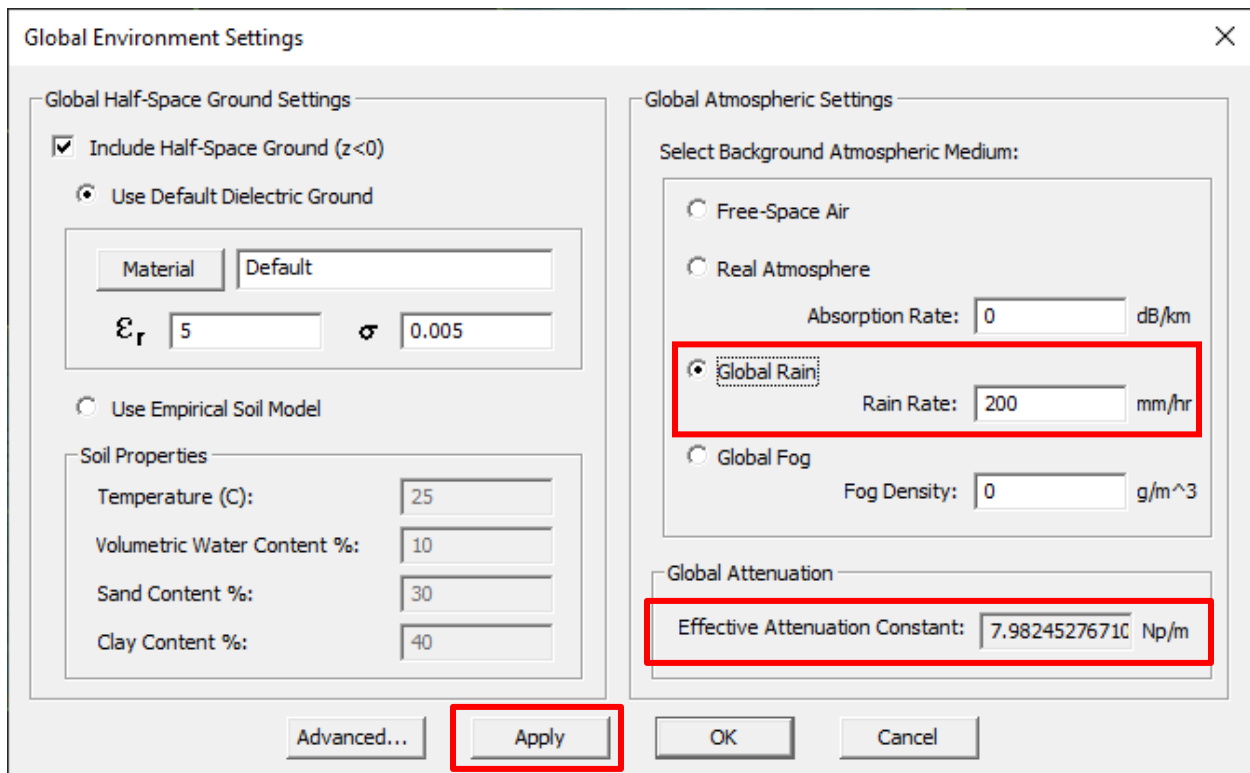 Global Environment Settings
Global Half-Space Ground Settings
Include Half-Space Ground (z<0)
Use Default Dielectric Ground
Material Default
εr 5 σ 0.005
Use Empirical Soil Model
Soil Properties
Temperature (C): 25
Volumetric Water Content %: 10
Sand Content %: 30
Clay Content %: 40
Global Atmospheric Settings
Select Background Atmospheric Medium:
Free-Space Air
Real Atmosphere
Absorption Rate: 0 dB/km
Global Rain
Rain Rate: 200 mm/hr
Global Fog
Fog Density: 0 g/m^3
Global Attenuation
Effective Attenuation Constant: 7.98245276710 Np/m
Advanced... Apply OK Cancel